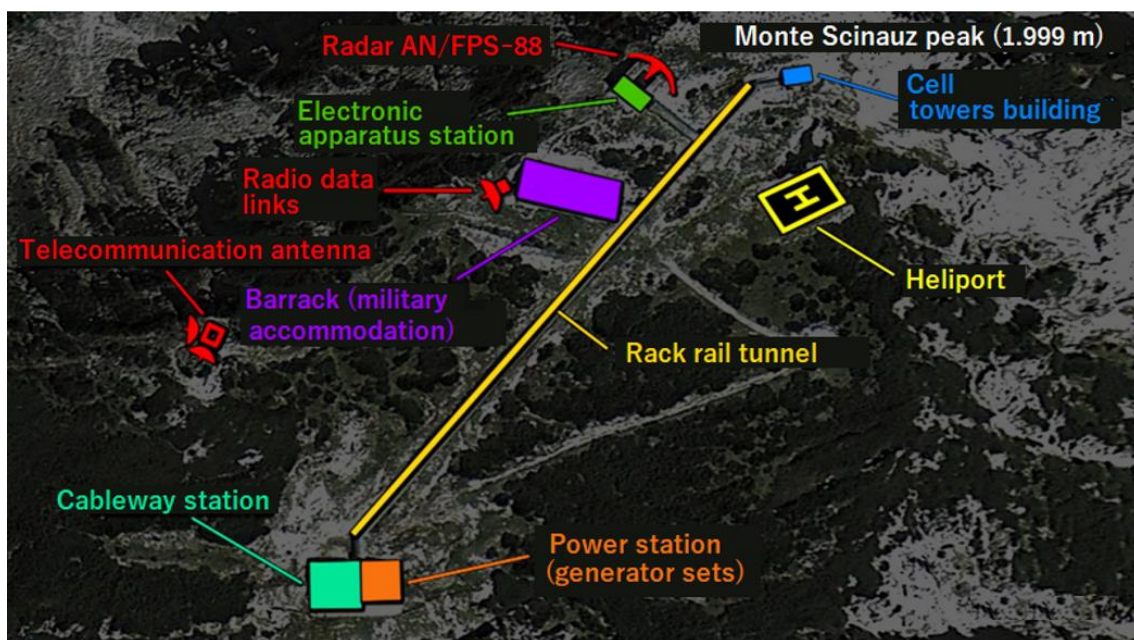 Radar AN/FPS-88
Monte Scinauz peak (1.999 m)
Cell
towers building
Electronic
apparatus station
Radio data
links
Telecommunication antenna
Barrack (military
accommodation)
H
Heliport
Rack rail tunnel
Cableway station
Power station
(generator sets)